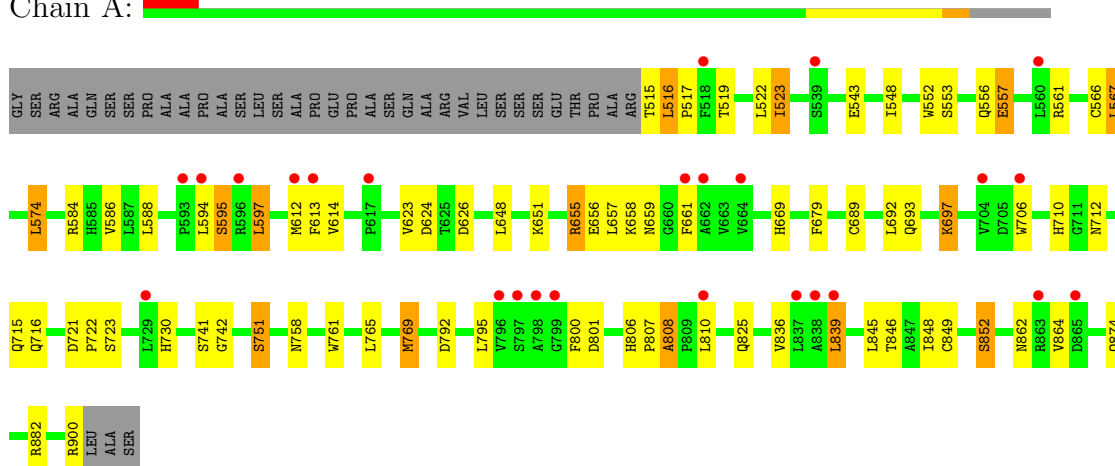 Chain A:
GLY SER ARG ALA GLN SER SER PRO ALA ALA PRO ALA SER LEU SER ALA PRO GLU PRO ALA SER GLN ALA ARG VAL LEU SER SER SER GLU THR PRO ALA ARG T515 L516 P517 F518 T519 L522 I523 S539 E543 I548 W552 S553 Q556 E557 L560 R561 C566 L567
L574 R584 H585 V586 L587 L588 P593 L594 S595 R596 L597 M612 F613 V614 P617 V623 D624 T625 D626 L648 K651 R655 E656 L657 K658 N659 G660 F661 A662 V663 V664 H669 F679 C689 L692 Q693 K697 V704 D705 W706 H710 G711 N712
Q715 Q716 D721 P722 S723 L729 H730 S741 G742 S751 N758 W761 L765 M769 D792 L795 V796 S797 A798 G799 F800 D801 H806 P807 A808 P809 L810 Q825 V836 L837 A838 L839 L845 T846 A847 I848 C849 S852 N862 R863 V864 D865
R882 R900 LEU ALA SER